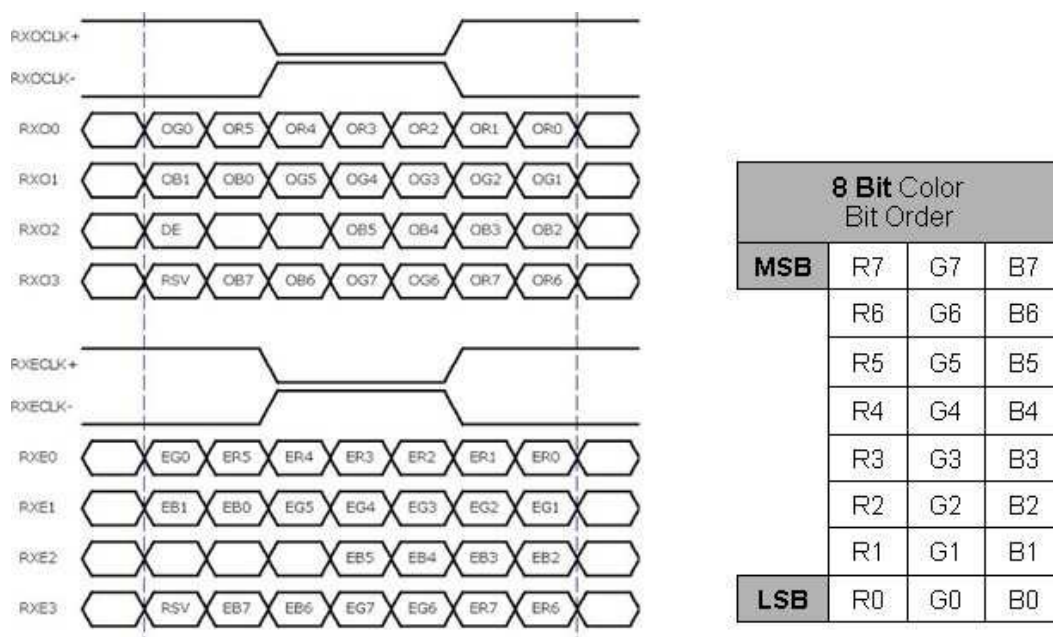 RXOCLK+
RXOCLK-
RXO0 OG0 OR5 OR4 OR3 OR2 OR1 OR0
RXO1 OB1 OB0 OG5 OG4 OG3 OG2 OG1
RXO2 DE OB5 OB4 OB3 OB2
RXO3 RSV OB7 OB6 OG7 OG6 OR7 OR6
RXECLK+
RXECLK-
RXE0 EG0 ER5 ER4 ER3 ER2 ER1 ER0
RXE1 EB1 EB0 EG5 EG4 EG3 EG2 EG1
RXE2 EB5 EB4 EB3 EB2
RXE3 RSV EB7 EB6 EG7 EG6 ER7 ER6
8 Bit Color
Bit Order
MSB R7 G7 B7
R6 G6 B6
R5 G5 B5
R4 G4 B4
R3 G3 B3
R2 G2 B2
R1 G1 B1
LSB R0 G0 B0